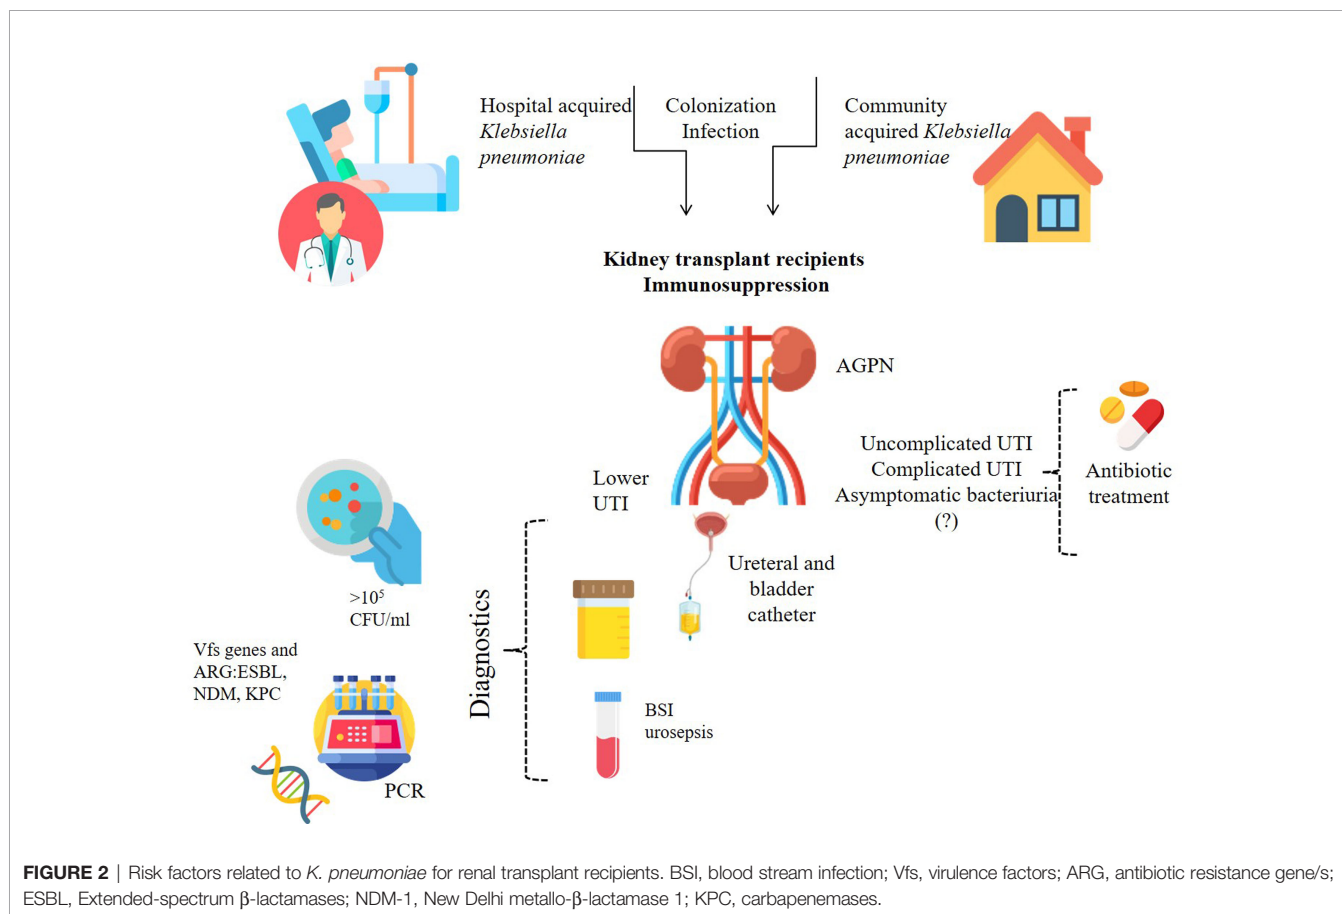 Hospital acquired
Klebsiella
pneumoniae
Colonization
Infection
Community
acquired Klebsiella
pneumoniae
Kidney transplant recipients
Immunosuppression
AGPN
Lower
UTI
Uncomplicated UTI
Complicated UTI
Asymptomatic bacteriuria
(?)
Antibiotic
treatment
Ureteral and
bladder
catheter
>10⁵
CFU/ml
Diagnostics
Vfs genes and
ARG:ESBL,
NDM, KPC
PCR
BSI
urosepsis
FIGURE 2 | Risk factors related to K. pneumoniae for renal transplant recipients. BSI, blood stream infection; Vfs, virulence factors; ARG, antibiotic resistance gene/s;
ESBL, Extended-spectrum β-lactamases; NDM-1, New Delhi metallo-β-lactamase 1; KPC, carbapenemases.